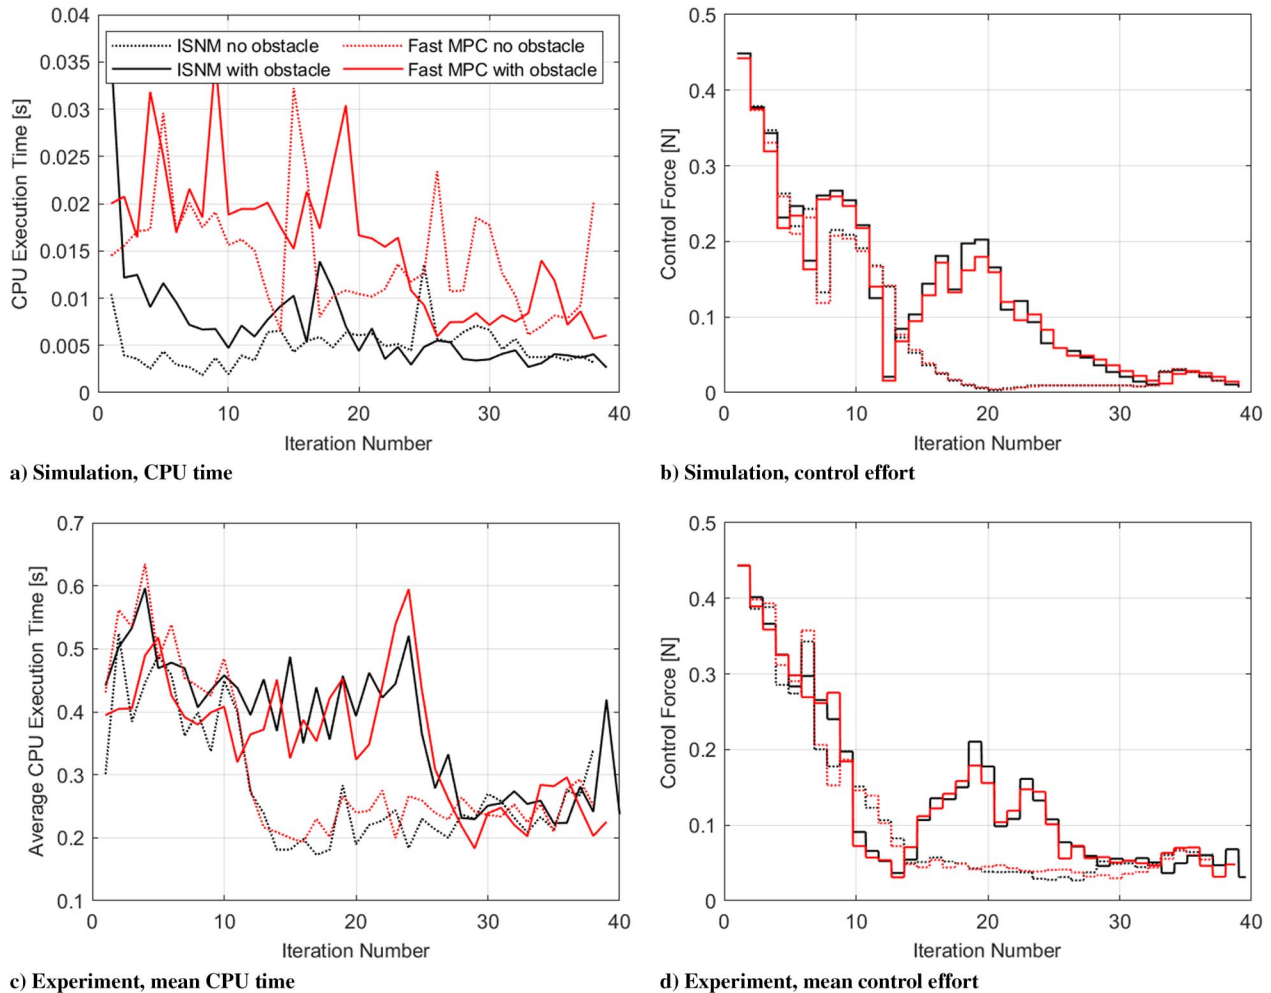 0.04
0.035
0.03
0.025
0.02
0.015
0.01
0.005
0
CPU Execution Time [s]
ISNM no obstacle
Fast MPC no obstacle
ISNM with obstacle
Fast MPC with obstacle
0 10 20 30 40
Iteration Number
a) Simulation, CPU time
0.5
0.4
0.3
0.2
0.1
0
Control Force [N]
0 10 20 30 40
Iteration Number
b) Simulation, control effort
0.7
0.6
0.5
0.4
0.3
0.2
0.1
Average CPU Execution Time [s]
0 10 20 30 40
Iteration Number
c) Experiment, mean CPU time
0.5
0.4
0.3
0.2
0.1
0
Control Force [N]
0 10 20 30 40
Iteration Number
d) Experiment, mean control effort